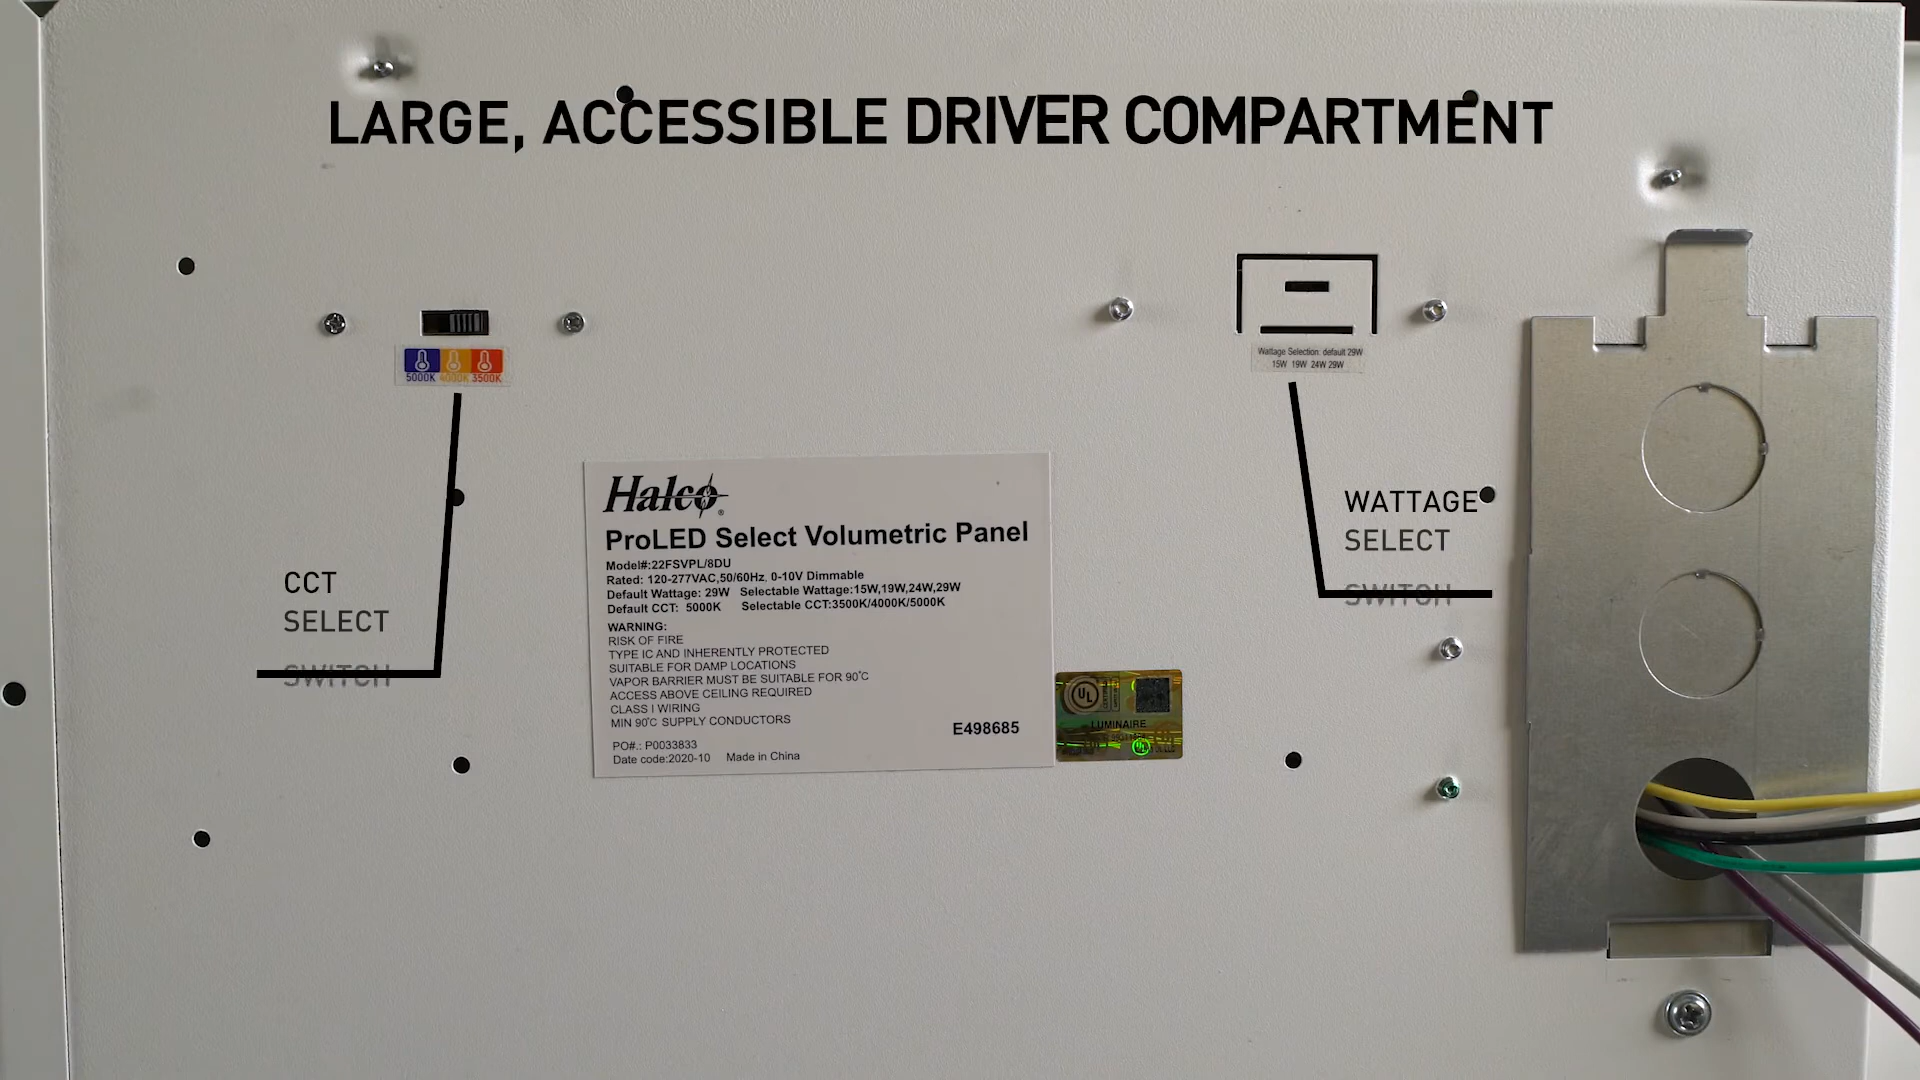 LARGE, ACCESSIBLE DRIVER COMPARTMENT
5000K 4000K 3500K
Wattage Selection: default 29W
15W 19W 24W 29W
CCT
SELECT
SWITCH
WATTAGE
SELECT
SWITCH
Halco®
ProLED Select Volumetric Panel
Model#:22FSVPL/8DU
Rated: 120-277VAC,50/60Hz, 0-10V Dimmable
Default Wattage: 29W Selectable Wattage:15W,19W,24W,29W
Default CCT: 5000K Selectable CCT:3500K/4000K/5000K
WARNING:
RISK OF FIRE
TYPE IC AND INHERENTLY PROTECTED
SUITABLE FOR DAMP LOCATIONS
VAPOR BARRIER MUST BE SUITABLE FOR 90℃
ACCESS ABOVE CEILING REQUIRED
CLASS I WIRING
MIN 90℃ SUPPLY CONDUCTORS
E498685
PO#.: P0033833
Date code:2020-10 Made in China
UL
LUMINAIRE
UL